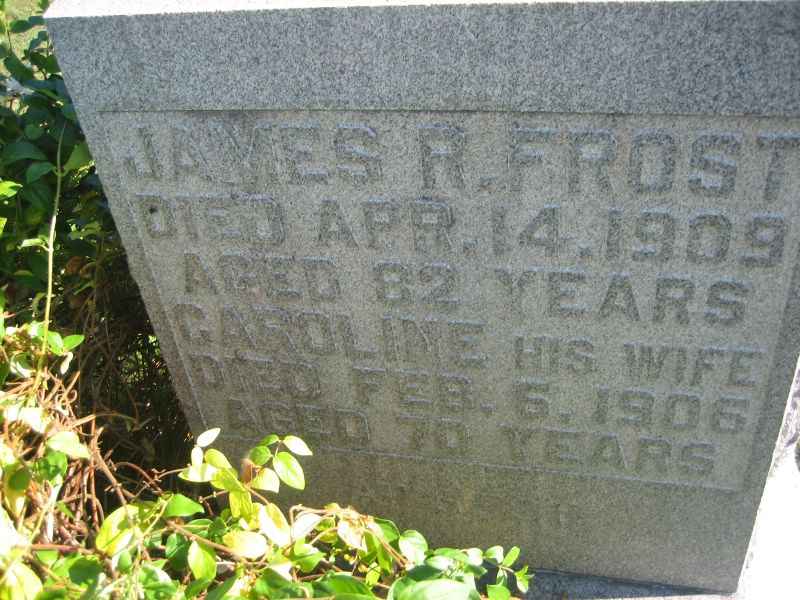 JAMES R. FROST
DIED APR. 14. 1909
AGED 82 YEARS
CAROLINE HIS WIFE
DIED FEB. 6. 1906
AGED 70 YEARS